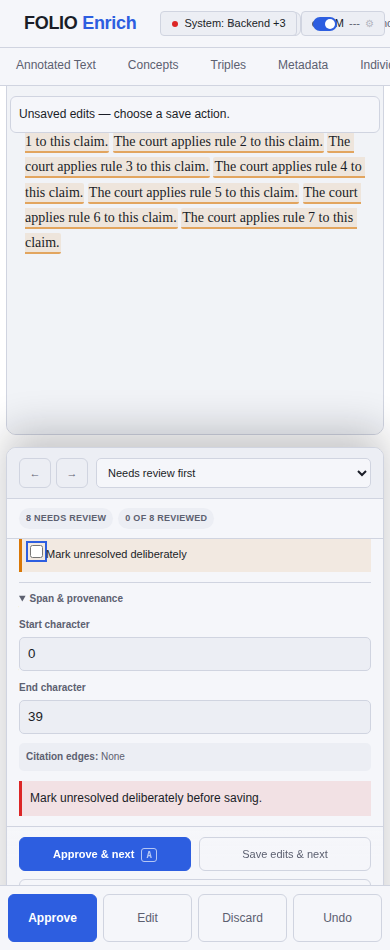 FOLIO Enrich
System: Backend +3
M --- ⚙
Annotated Text Concepts Triples Metadata Indivi
Unsaved edits — choose a save action.
1 to this claim. The court applies rule 2 to this claim. The
court applies rule 3 to this claim. The court applies rule 4 to
this claim. The court applies rule 5 to this claim. The court
applies rule 6 to this claim. The court applies rule 7 to this
claim.
← → Needs review first
8 NEEDS REVIEW 0 OF 8 REVIEWED
Mark unresolved deliberately
▼ Span & provenance
Start character
0
End character
39
Citation edges: None
Mark unresolved deliberately before saving.
Approve & next A Save edits & next
Approve Edit Discard Undo